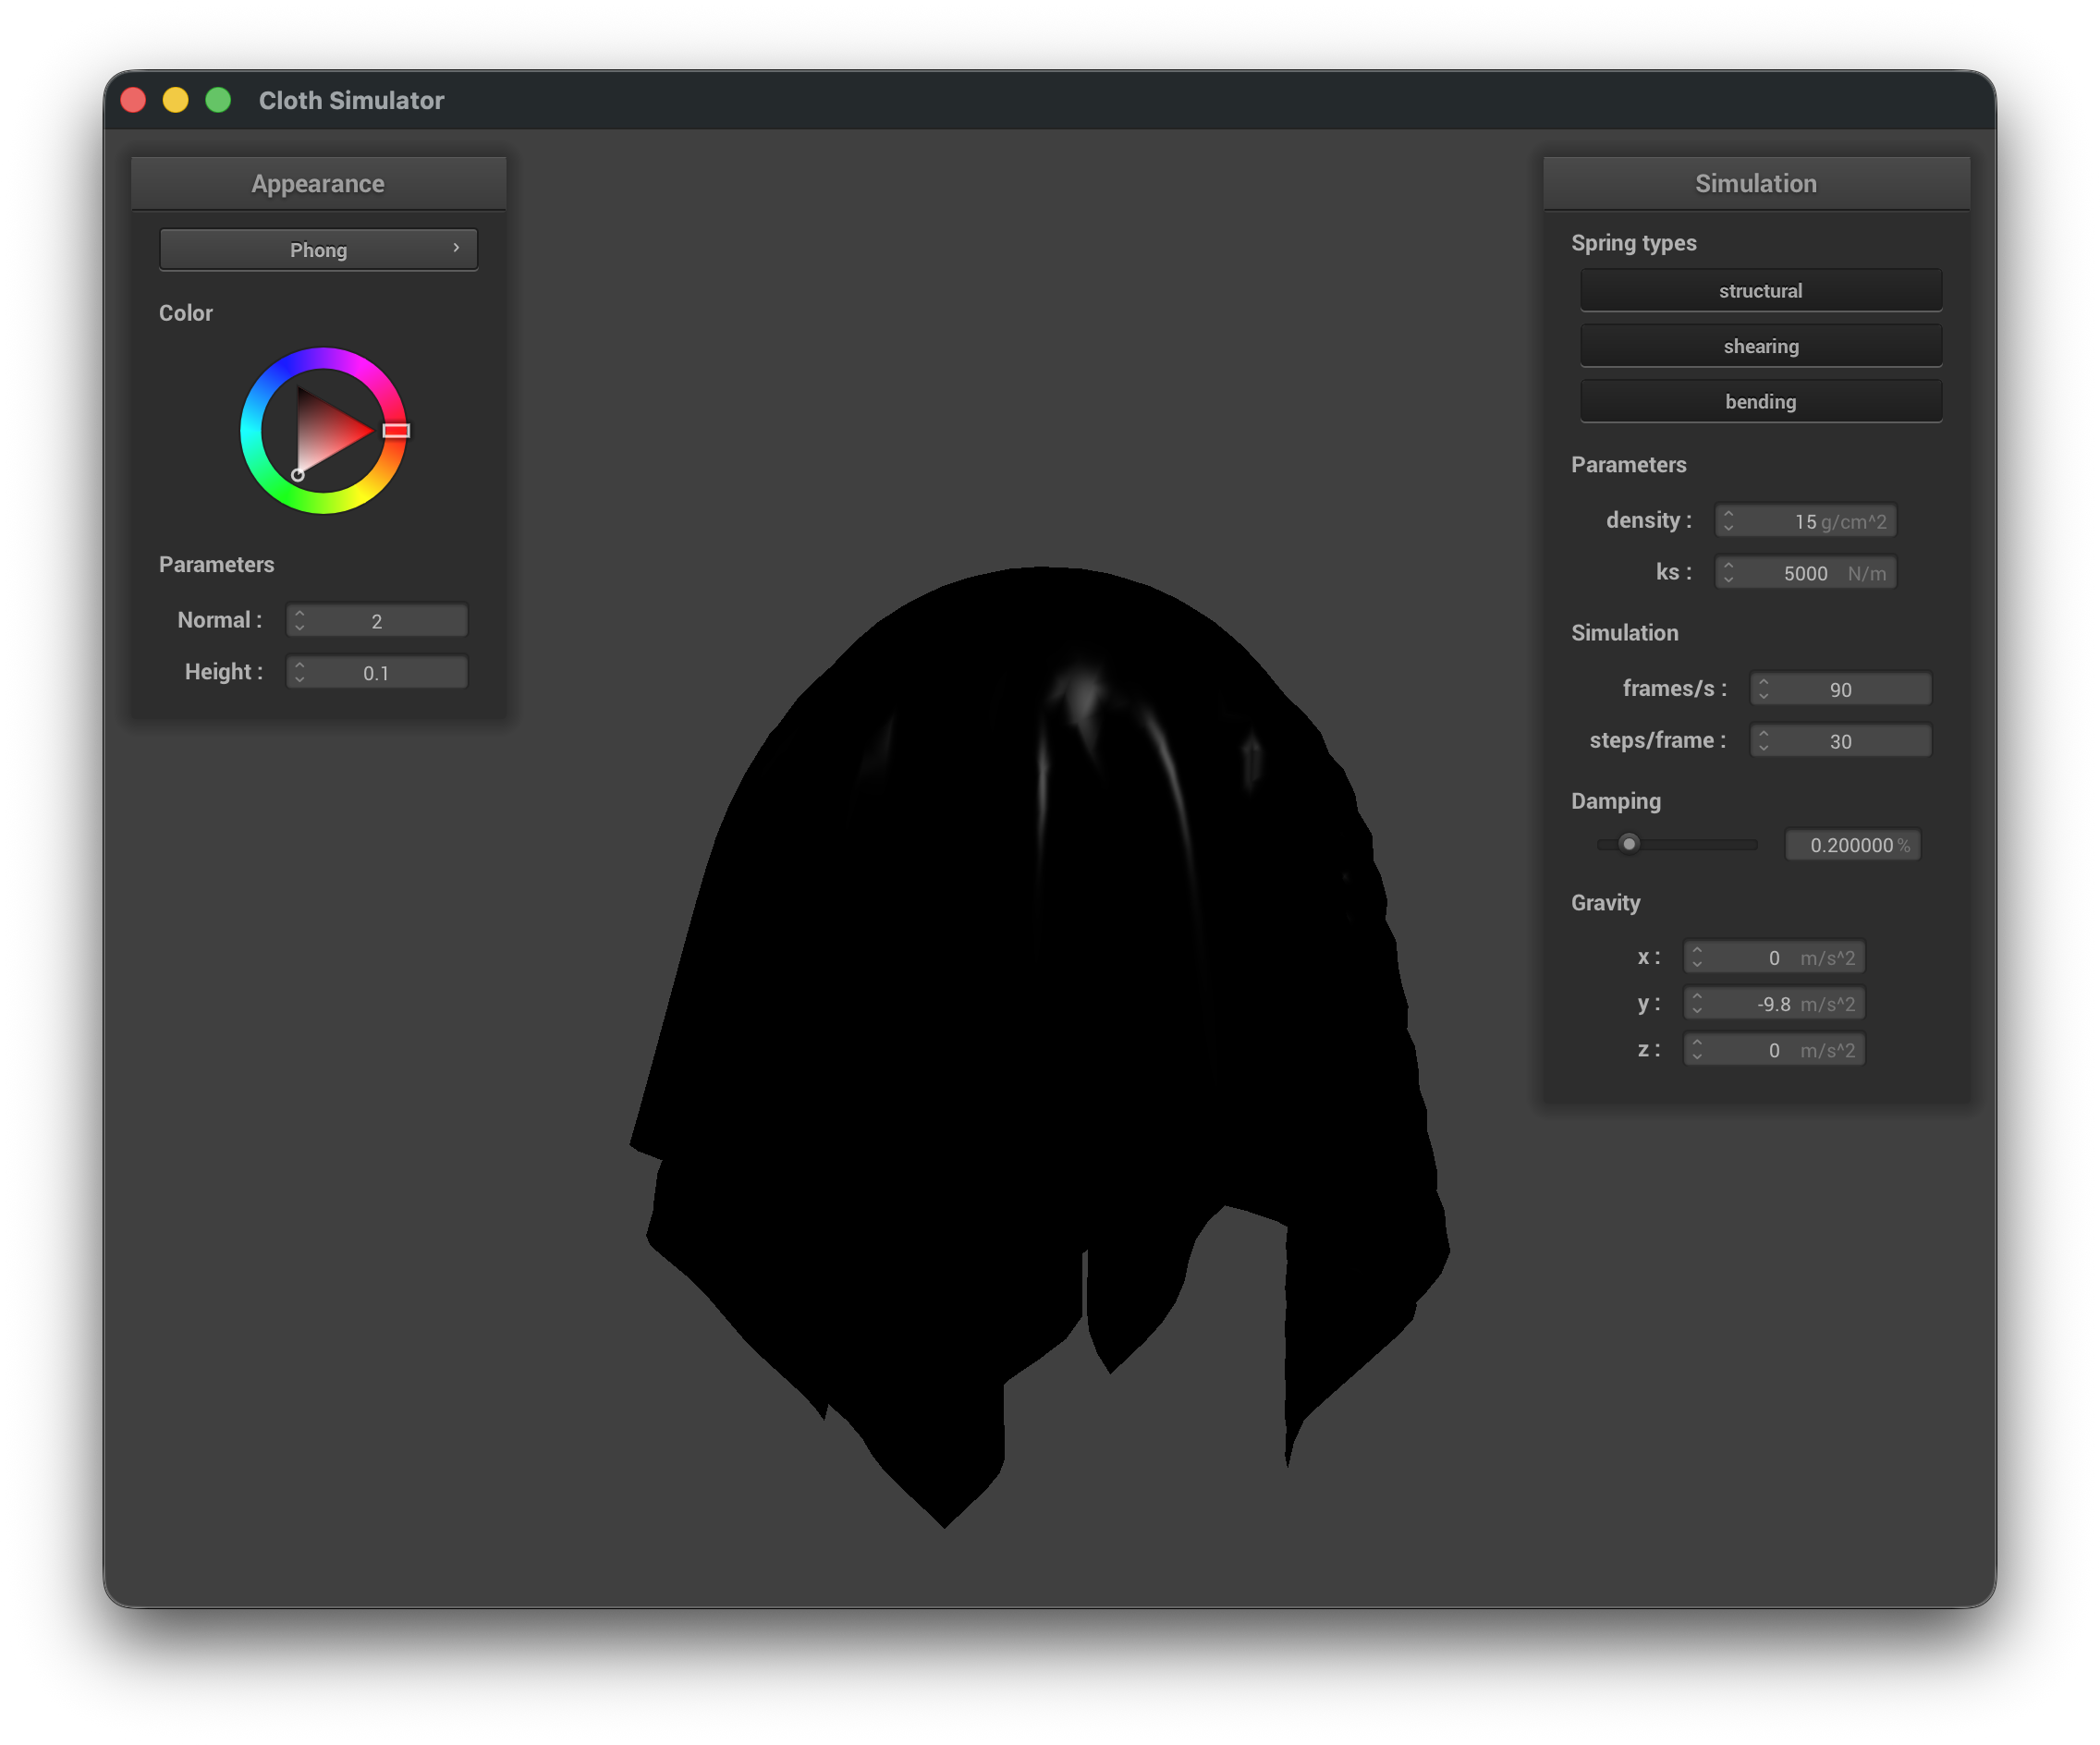 Cloth Simulator
Appearance
Phong
Color
Parameters
Normal : 2
Height : 0.1
Simulation
Spring types
structural
shearing
bending
Parameters
density : 15 g/cm^2
ks : 5000 N/m
Simulation
frames/s : 90
steps/frame : 30
Damping
0.200000 %
Gravity
x : 0 m/s^2
y : -9.8 m/s^2
z : 0 m/s^2